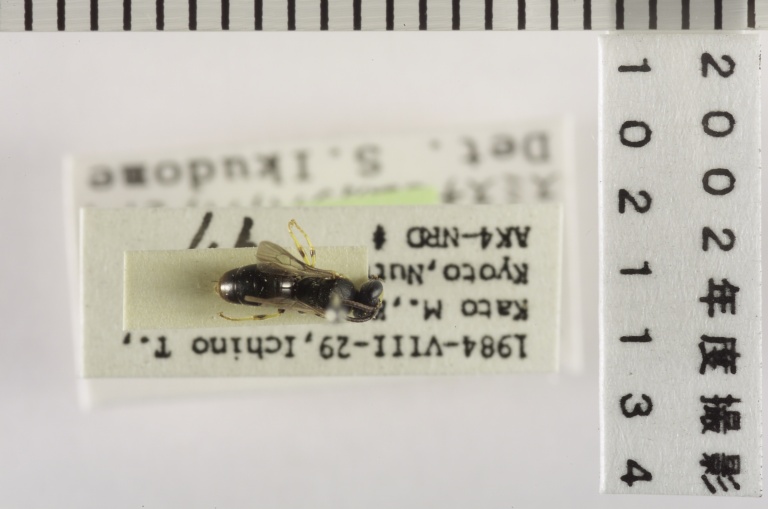 2002年度撮影
1021134
Det. S.Ikudome
1984-VIII-29,Ichino T.,
Kato M.,
Kyoto,
AK4-NRD #